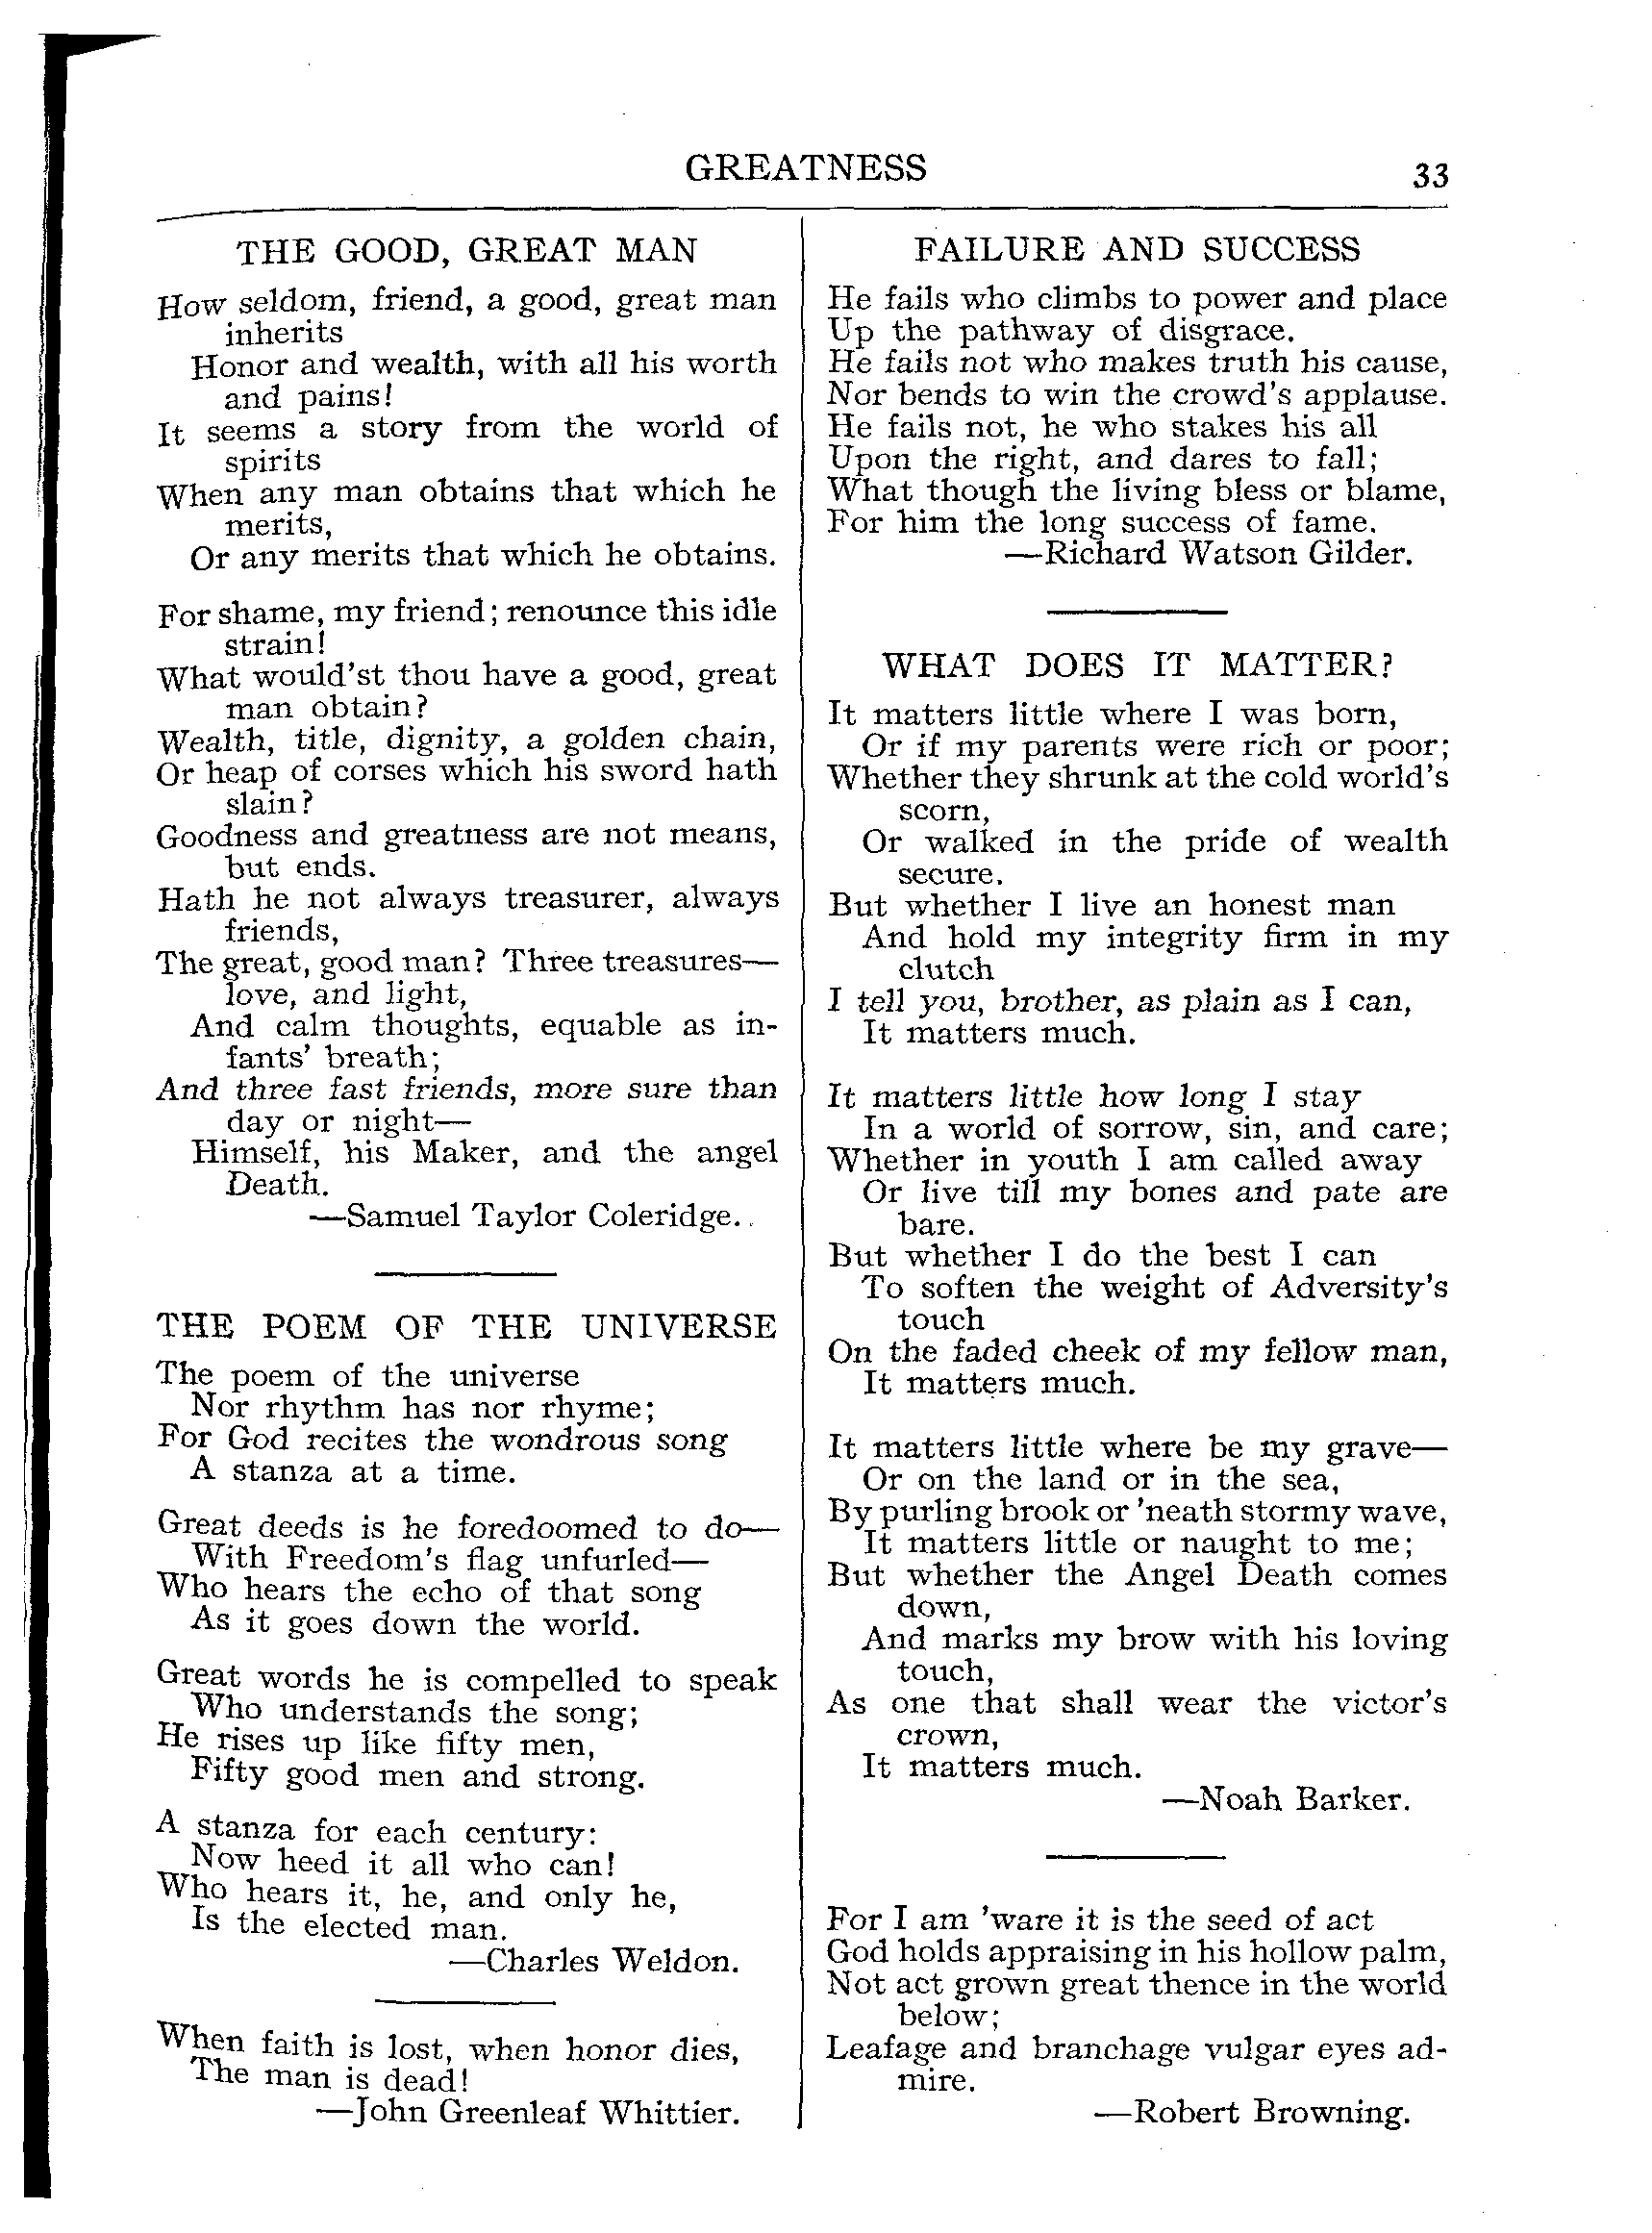 GREATNESS
33
THE GOOD, GREAT MAN
How seldom, friend, a good, great man
inherits
Honor and wealth, with all his worth
and pains!
It seems a story from the world of
spirits
When any man obtains that which he
merits,
Or any merits that which he obtains.
For shame, my friend; renounce this idle
strain!
What would'st thou have a good, great
man obtain?
Wealth, title, dignity, a golden chain,
Or heap of corses which his sword hath
slain?
Goodness and greatness are not means,
but ends.
Hath he not always treasurer, always
friends,
The great, good man? Three treasures—
love, and light,
And calm thoughts, equable as in-
fants' breath;
And three fast friends, more sure than
day or night—
Himself, his Maker, and the angel
Death.
—Samuel Taylor Coleridge.
THE POEM OF THE UNIVERSE
The poem of the universe
Nor rhythm has nor rhyme;
For God recites the wondrous song
A stanza at a time.
Great deeds is he foredoomed to do—
With Freedom's flag unfurled—
Who hears the echo of that song
As it goes down the world.
Great words he is compelled to speak
Who understands the song;
He rises up like fifty men,
Fifty good men and strong.
A stanza for each century:
Now heed it all who can!
Who hears it, he, and only he,
Is the elected man.
—Charles Weldon.
When faith is lost, when honor dies,
The man is dead!
—John Greenleaf Whittier.
FAILURE AND SUCCESS
He fails who climbs to power and place
Up the pathway of disgrace.
He fails not who makes truth his cause,
Nor bends to win the crowd's applause.
He fails not, he who stakes his all
Upon the right, and dares to fall;
What though the living bless or blame,
For him the long success of fame.
—Richard Watson Gilder.
WHAT DOES IT MATTER?
It matters little where I was born,
Or if my parents were rich or poor;
Whether they shrunk at the cold world's
scorn,
Or walked in the pride of wealth
secure.
But whether I live an honest man
And hold my integrity firm in my
clutch
I tell you, brother, as plain as I can,
It matters much.
It matters little how long I stay
In a world of sorrow, sin, and care;
Whether in youth I am called away
Or live till my bones and pate are
bare.
But whether I do the best I can
To soften the weight of Adversity's
touch
On the faded cheek of my fellow man,
It matters much.
It matters little where be my grave—
Or on the land or in the sea,
By purling brook or 'neath stormy wave,
It matters little or naught to me;
But whether the Angel Death comes
down,
And marks my brow with his loving
touch,
As one that shall wear the victor's
crown,
It matters much.
—Noah Barker.
For I am 'ware it is the seed of act
God holds appraising in his hollow palm,
Not act grown great thence in the world
below;
Leafage and branchage vulgar eyes ad-
mire.
—Robert Browning.